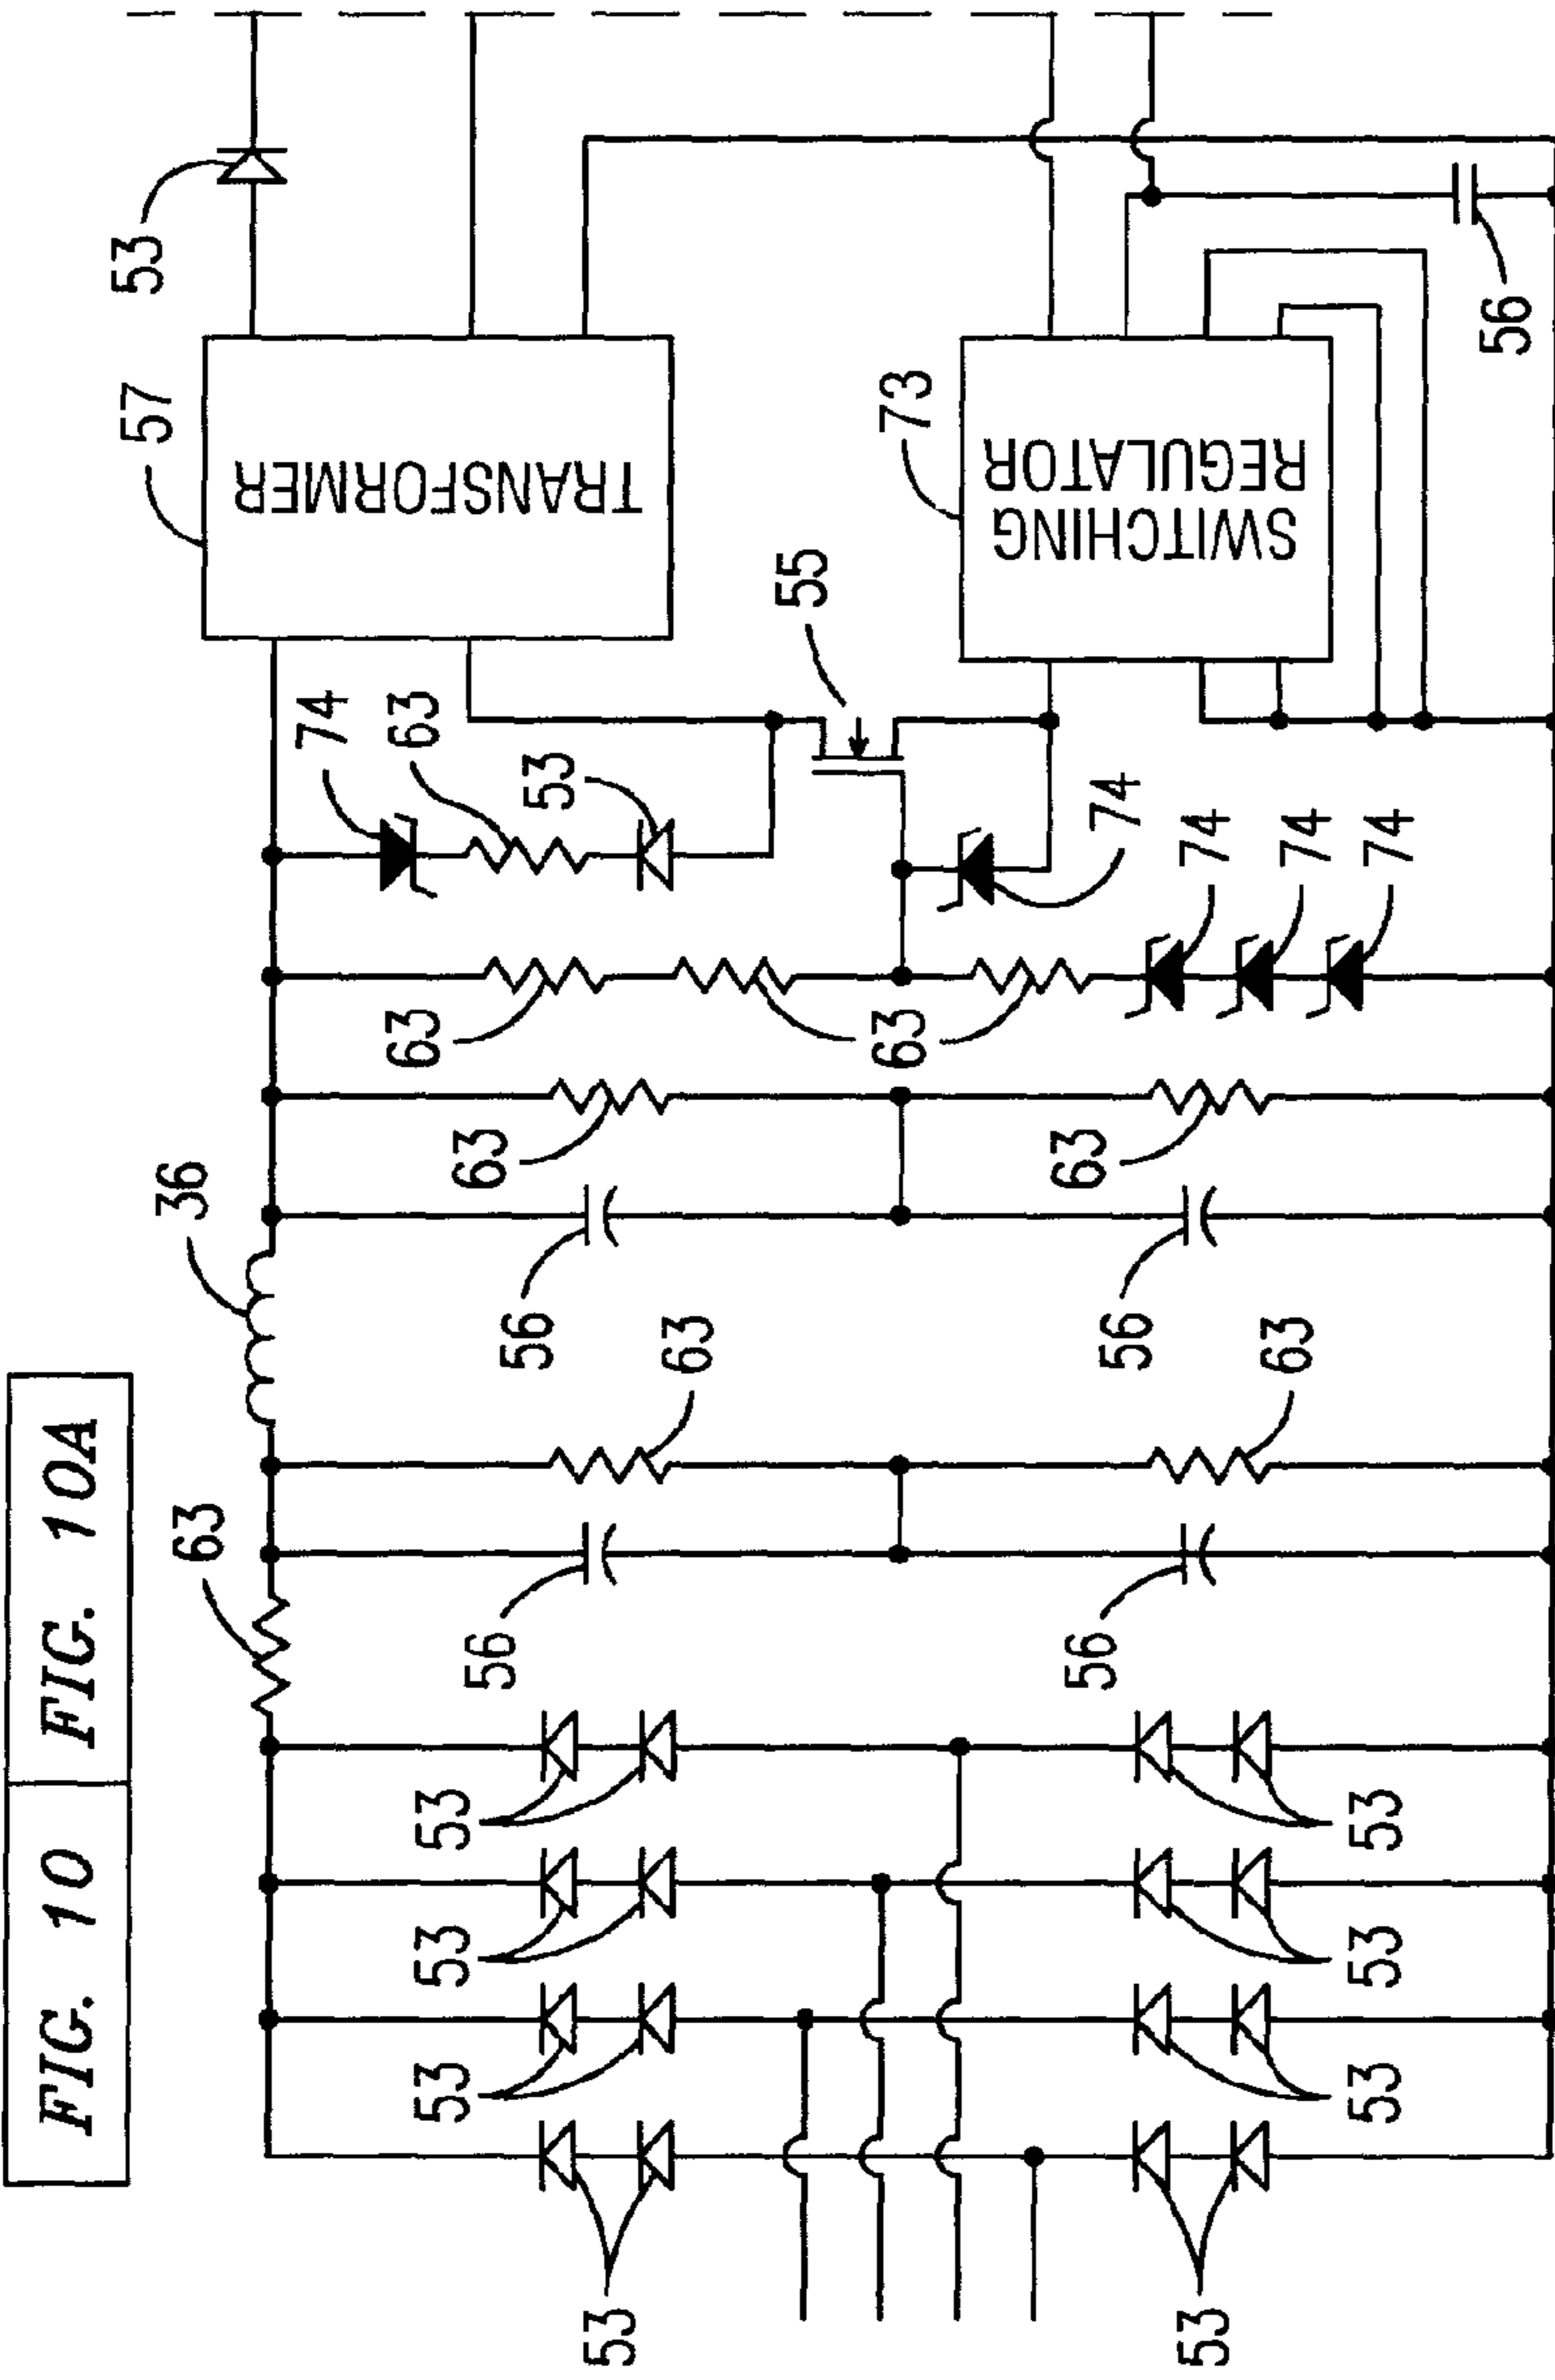 FIG. 10 FIG. 10A
63 36 57 53
74
53 53 53 63 63
56 63
53 56 53
TRANSFORMER
63
55
63 73
56 63 74
56
SWITCHING
REGULATOR
53 74
63 74
53 53 53 74
56